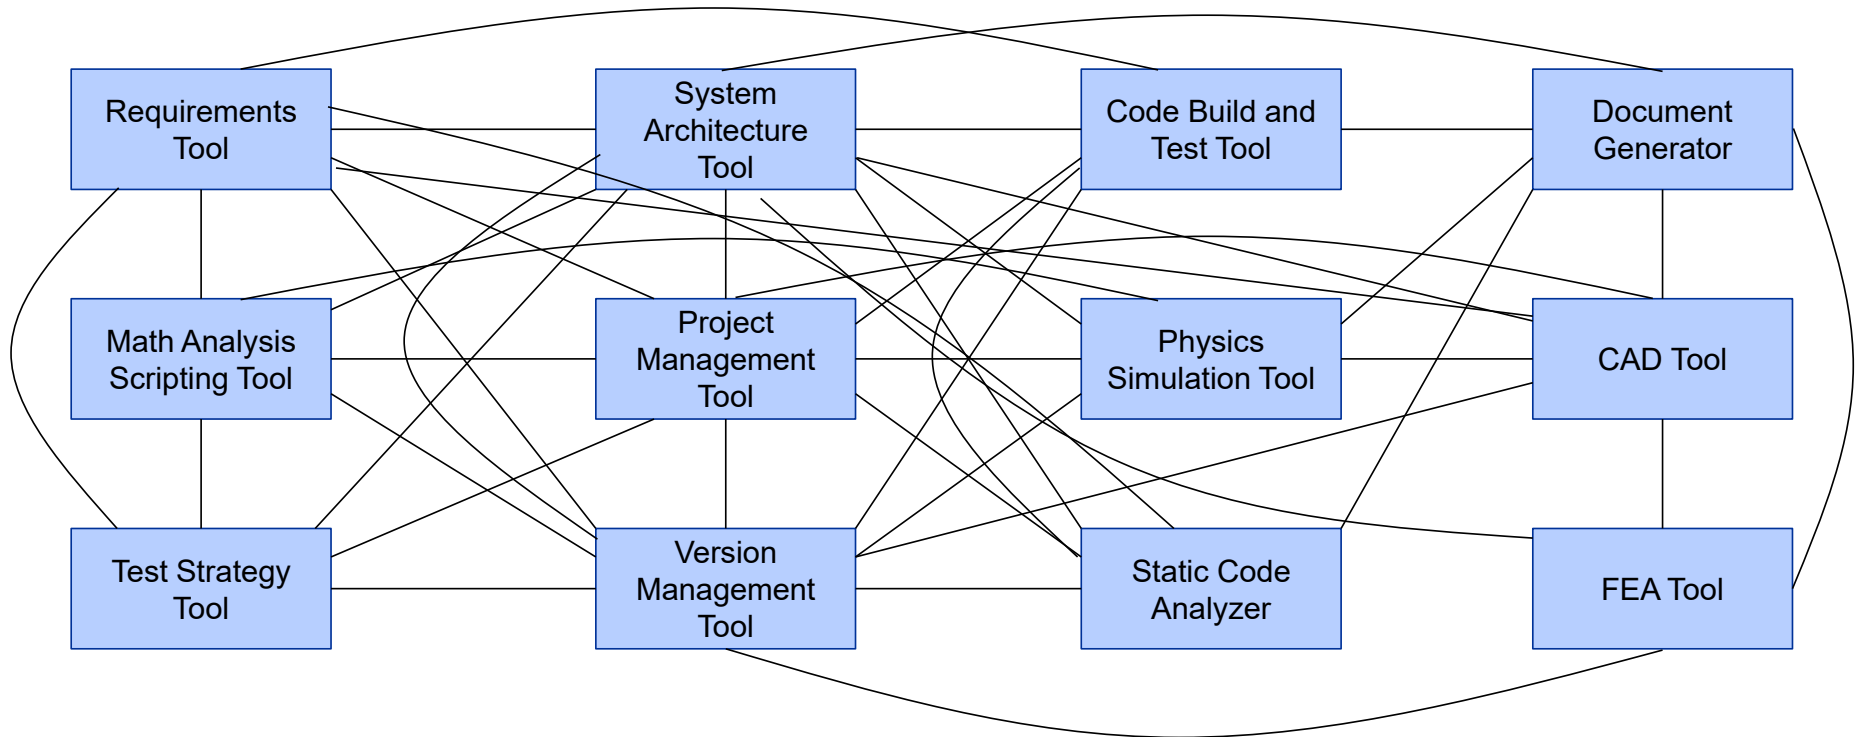 Requirements
Tool
System
Architecture
Tool
Code Build and
Test Tool
Document
Generator
Math Analysis
Scripting Tool
Project
Management
Tool
Physics
Simulation Tool
CAD Tool
Test Strategy
Tool
Version
Management
Tool
Static Code
Analyzer
FEA Tool